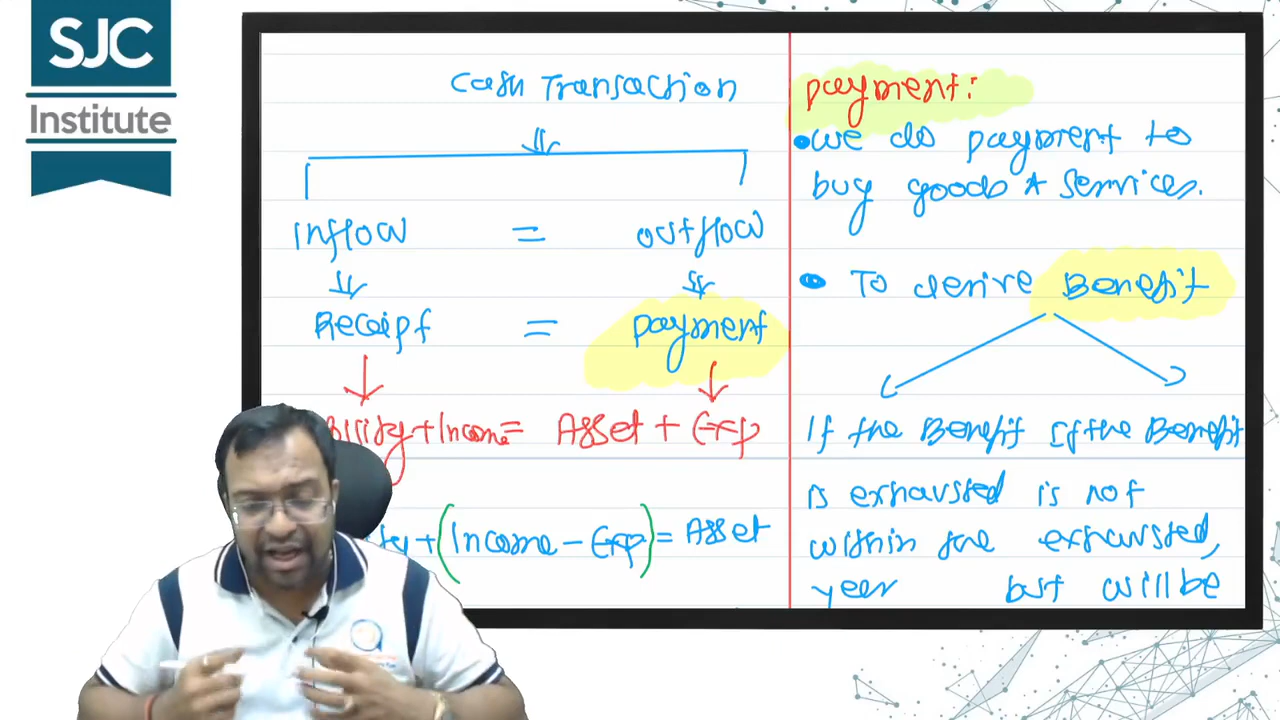 SJC
Institute
Cash Transaction
Inflow = outflow
Receipt = payment
+ Income = Asset + Exp
+ (Income - Exp) = Asset
payment:
• We do payment to
buy goods & services.
• To derive Benefit
If the Benefit
is exhausted
within the
year
If the Benefit
is not
exhausted,
but will be